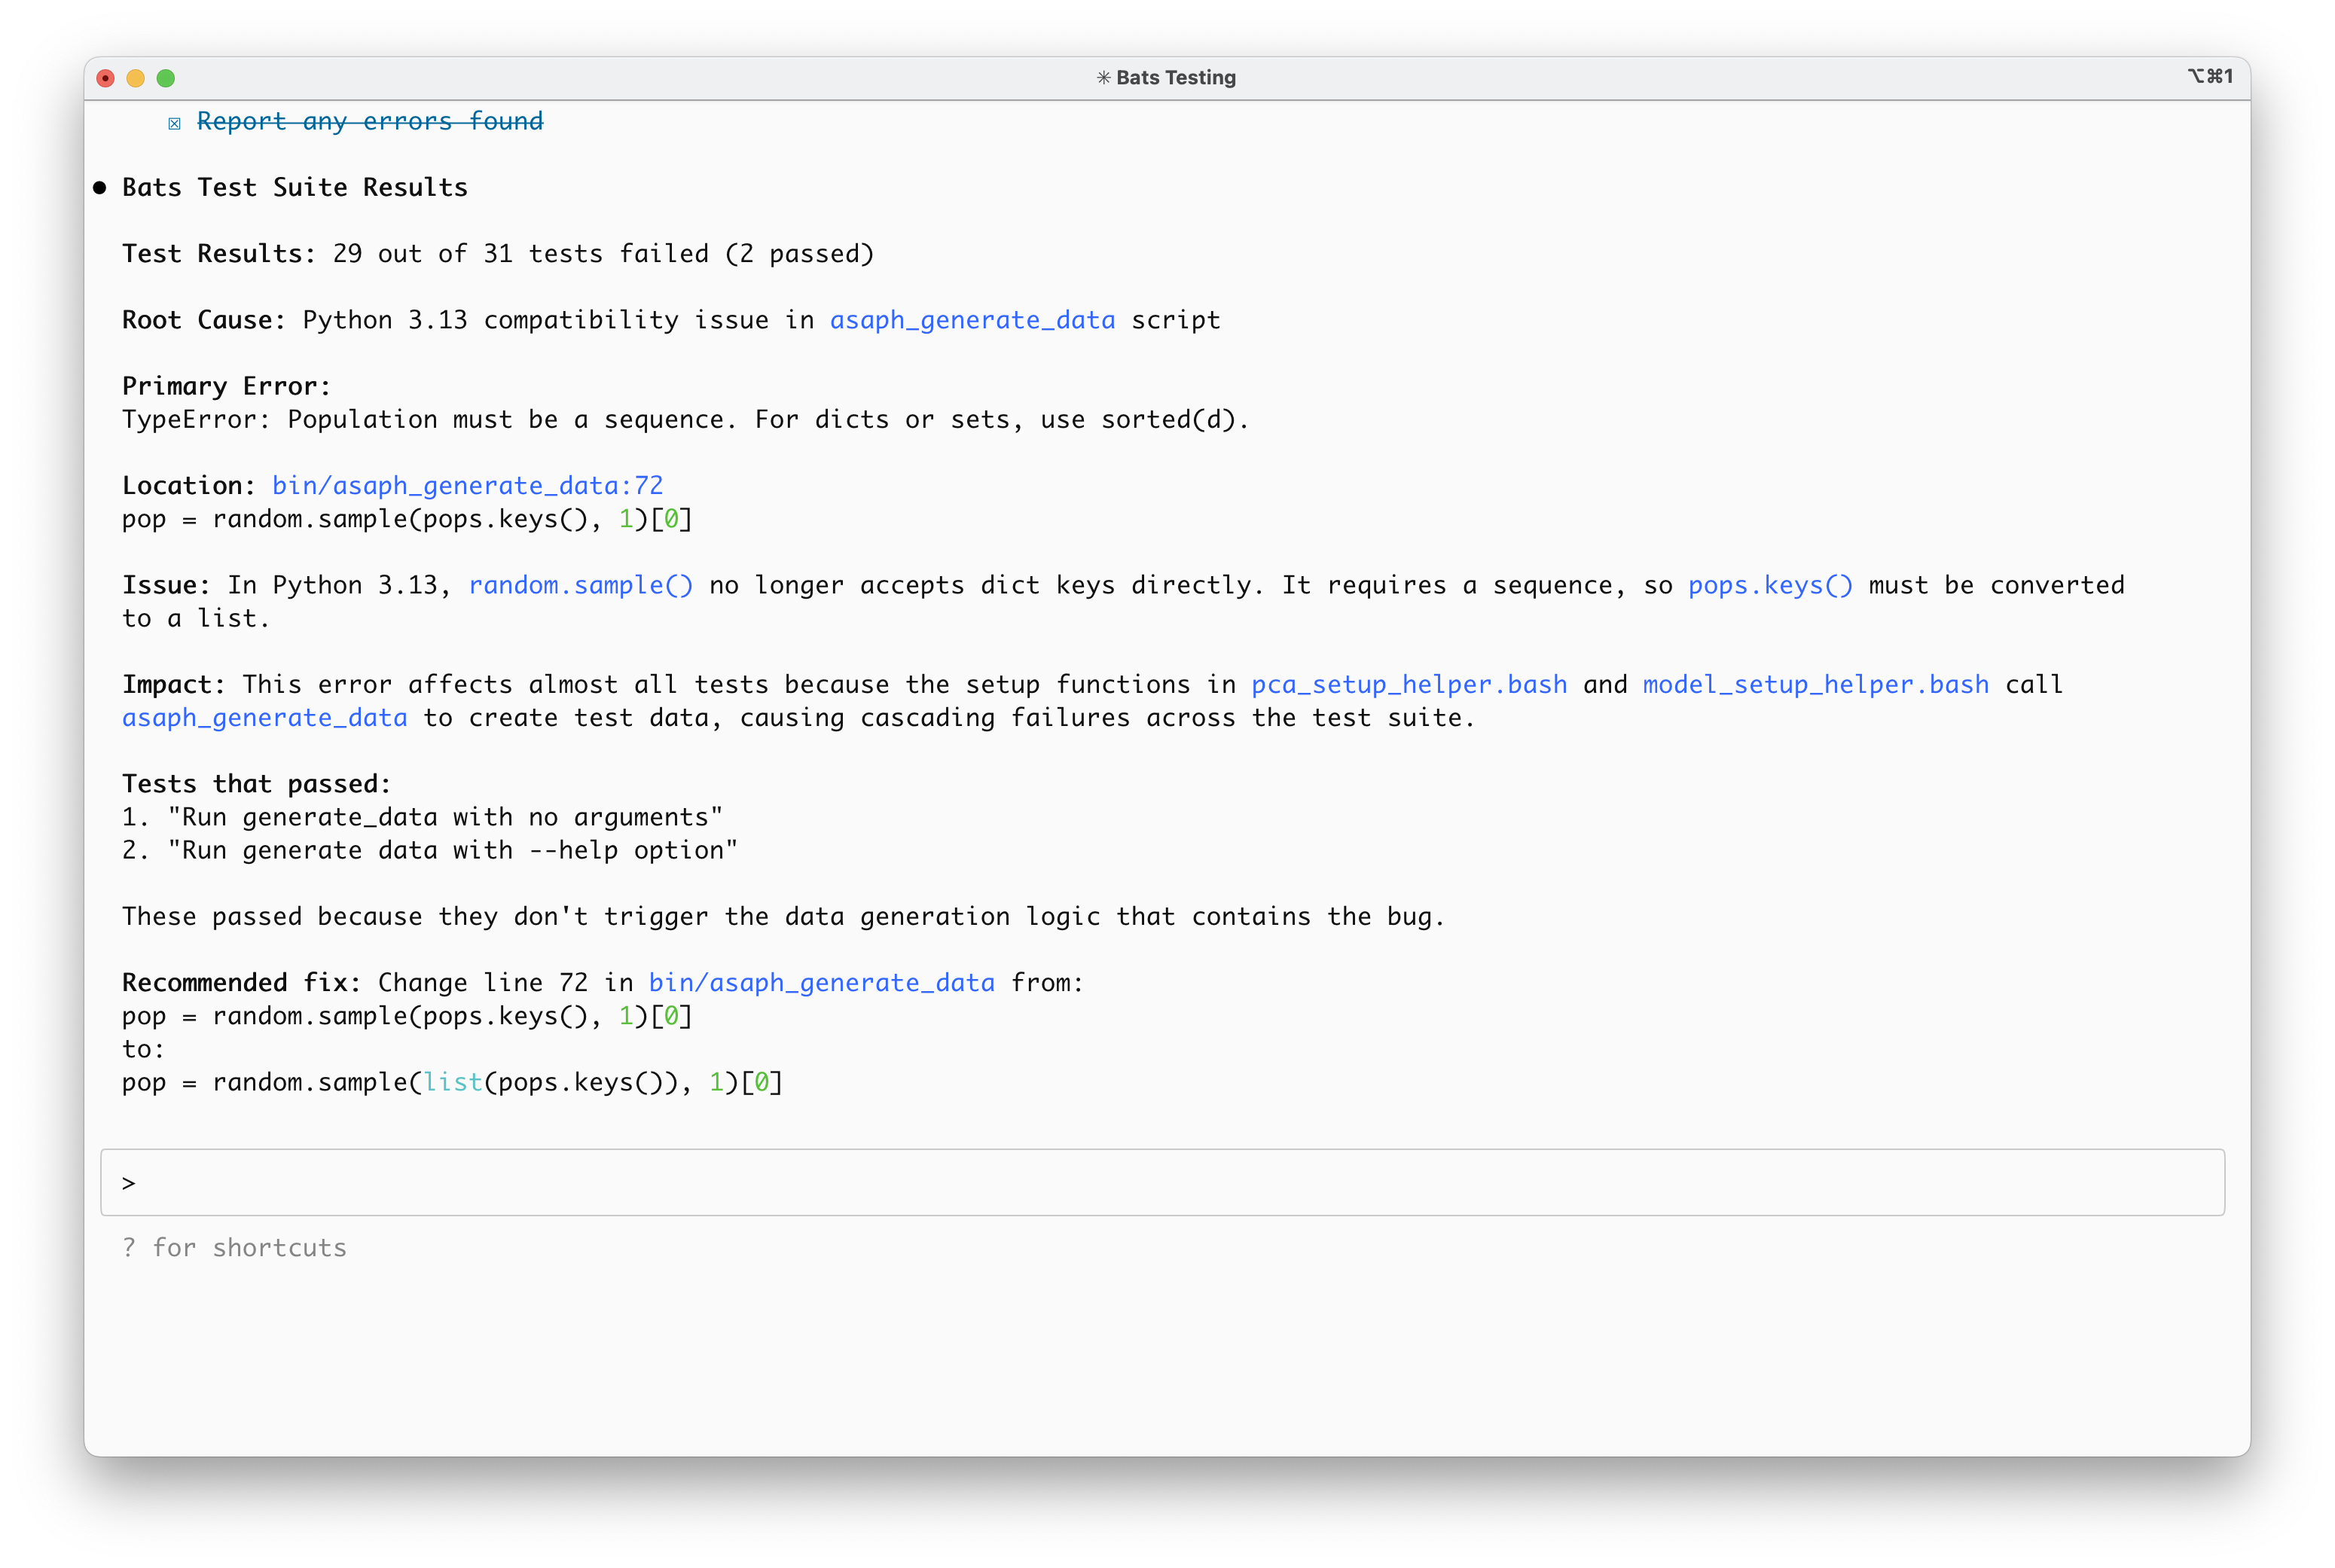 ✳ Bats Testing
⌥⌘1
☒ Report any errors found
● Bats Test Suite Results
Test Results: 29 out of 31 tests failed (2 passed)
Root Cause: Python 3.13 compatibility issue in asaph_generate_data script
Primary Error:
TypeError: Population must be a sequence. For dicts or sets, use sorted(d).
Location: bin/asaph_generate_data:72
pop = random.sample(pops.keys(), 1)[0]
Issue: In Python 3.13, random.sample() no longer accepts dict keys directly. It requires a sequence, so pops.keys() must be converted
to a list.
Impact: This error affects almost all tests because the setup functions in pca_setup_helper.bash and model_setup_helper.bash call
asaph_generate_data to create test data, causing cascading failures across the test suite.
Tests that passed:
1. "Run generate_data with no arguments"
2. "Run generate data with --help option"
These passed because they don't trigger the data generation logic that contains the bug.
Recommended fix: Change line 72 in bin/asaph_generate_data from:
pop = random.sample(pops.keys(), 1)[0]
to:
pop = random.sample(list(pops.keys()), 1)[0]
>
? for shortcuts